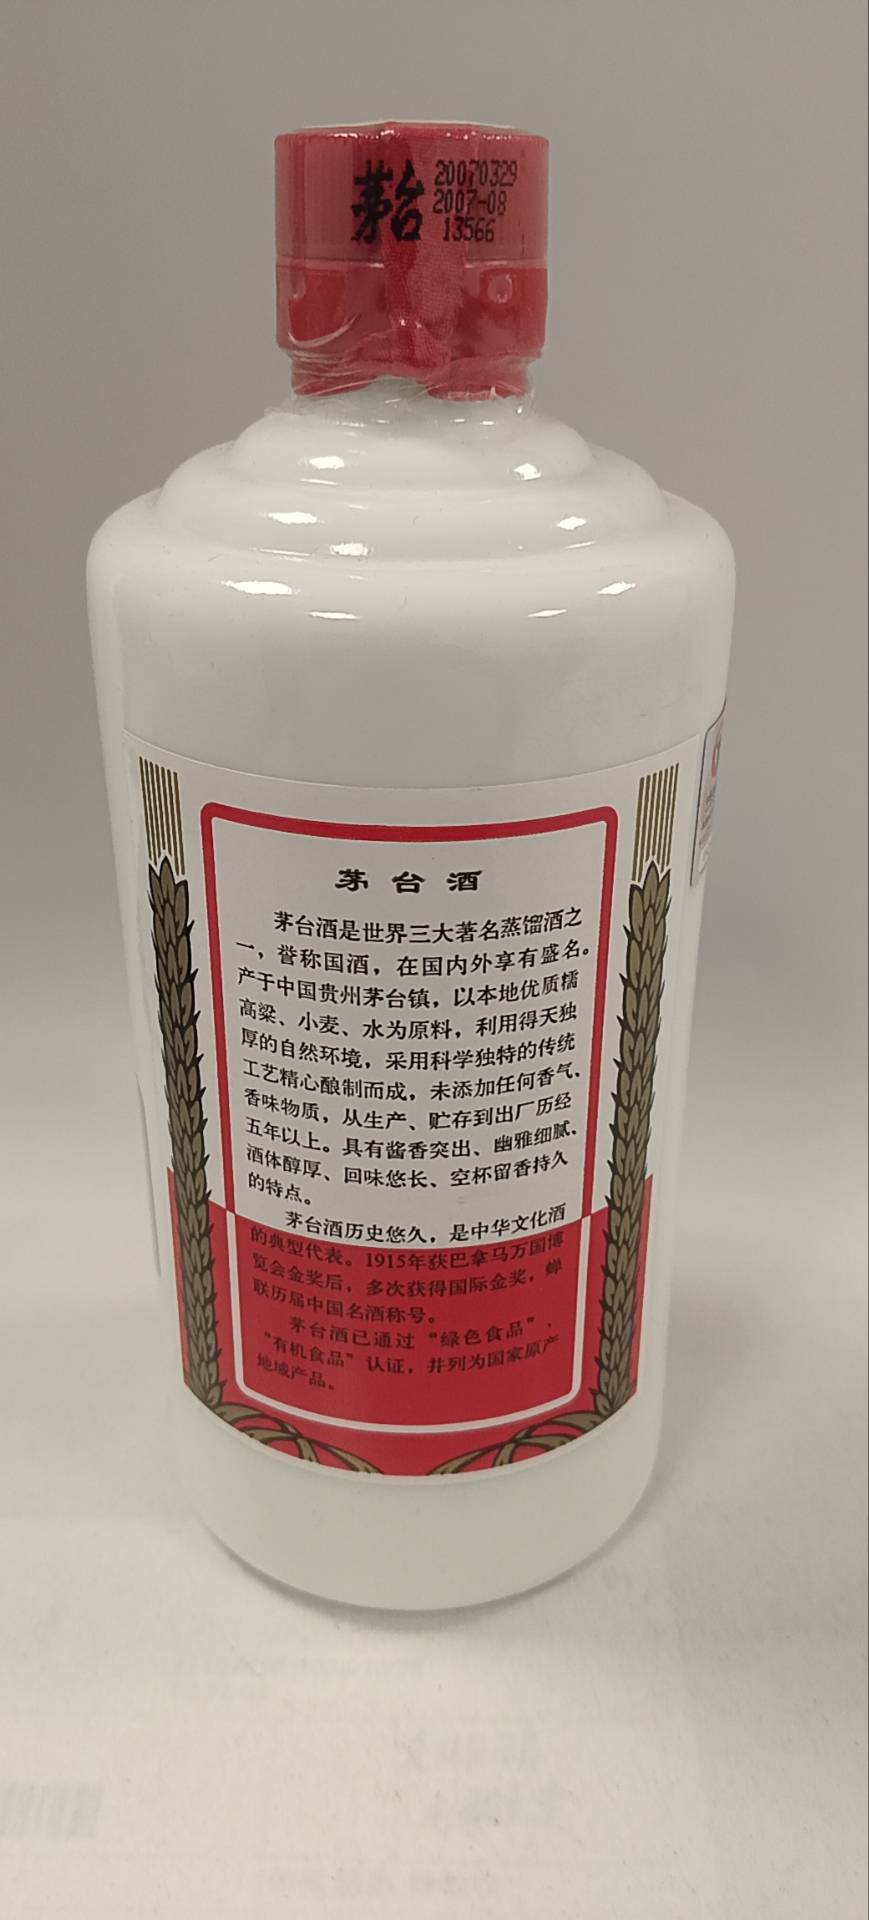 茅台
20070329
2007-08
13566
茅台酒
茅台酒是世界三大著名蒸馏酒之
一，誉称国酒，在国内外享有盛名。
产于中国贵州茅台镇，以本地优质糯
高粱、小麦、水为原料，利用得天独
厚的自然环境，采用科学独特的传统
工艺精心酿制而成，未添加任何香气、
香味物质，从生产、贮存到出厂历经
五年以上。具有酱香突出、幽雅细腻、
酒体醇厚、回味悠长、空杯留香持久
的特点。
茅台酒历史悠久，是中华文化酒
的典型代表。1915年获巴拿马万国博
览会金奖后，多次获得国际金奖，蝉
联历届中国名酒称号。
茅台酒已通过“绿色食品”、
“有机食品”认证，并列为国家原产
地域产品。